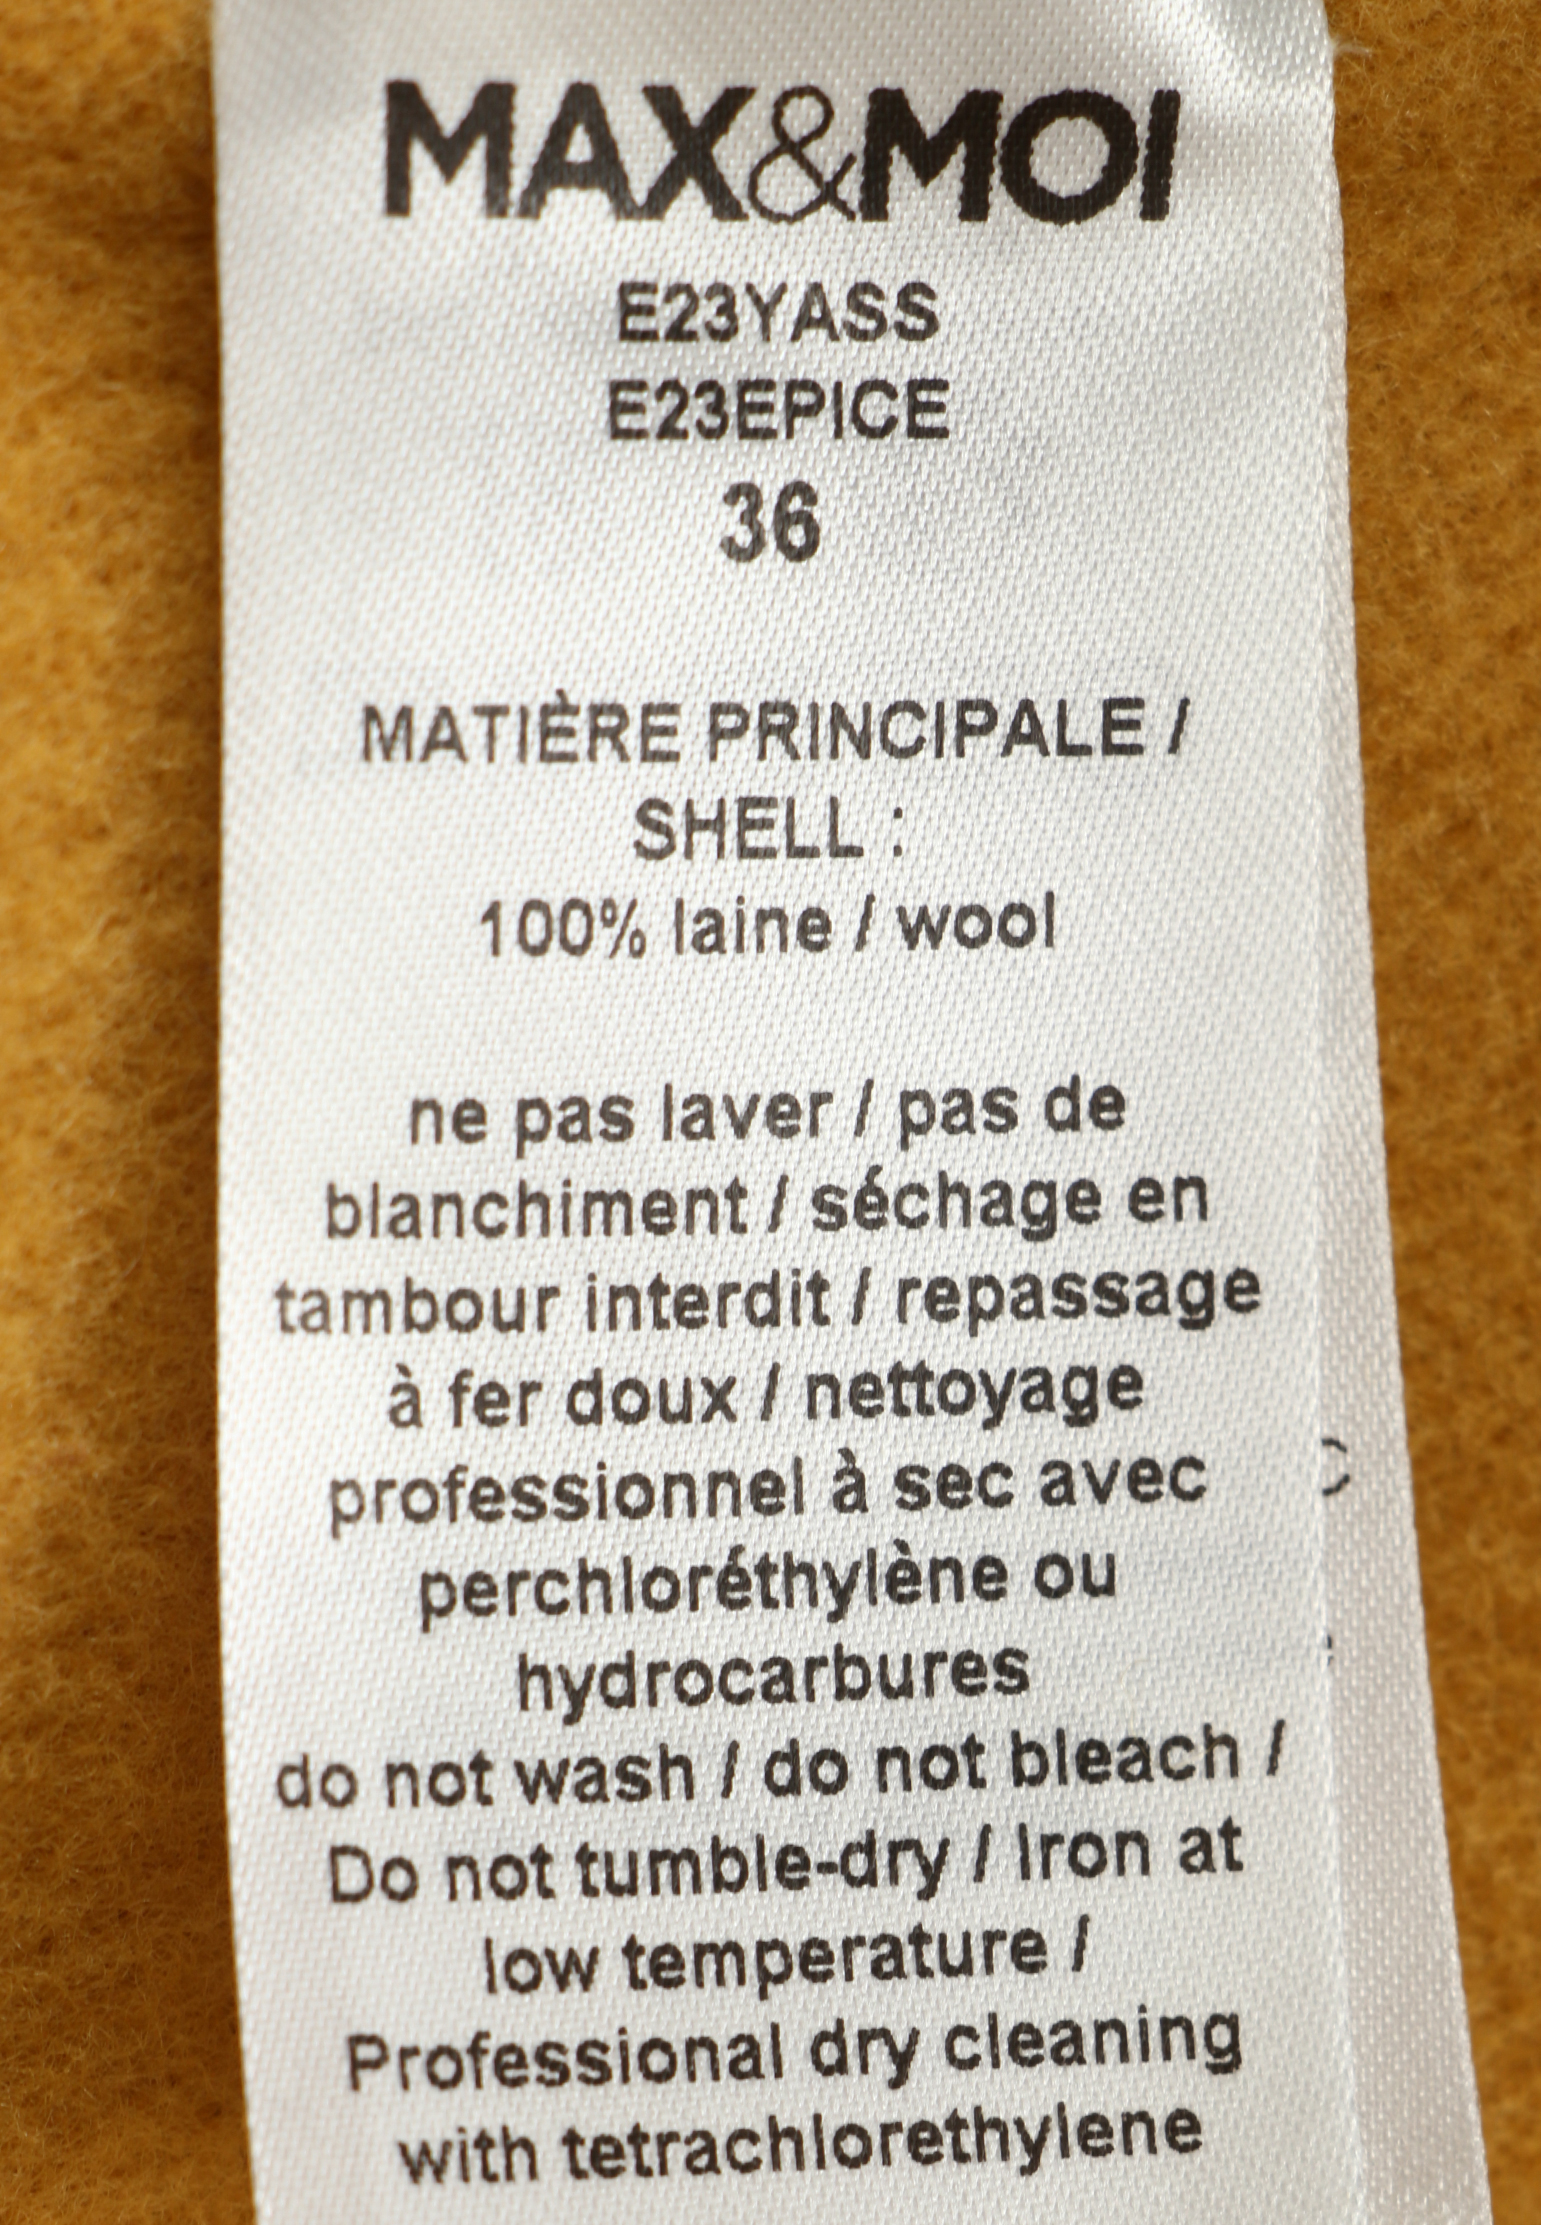 MAX&MOI
E23YASS
E23EPICE
36
MATIÈRE PRINCIPALE /
SHELL :
100% laine / wool
ne pas laver / pas de
blanchiment / séchage en
tambour interdit / repassage
à fer doux / nettoyage
professionnel à sec avec
perchloréthylène ou
hydrocarbures
do not wash / do not bleach /
Do not tumble-dry / Iron at
low temperature /
Professional dry cleaning
with tetrachlorethylene